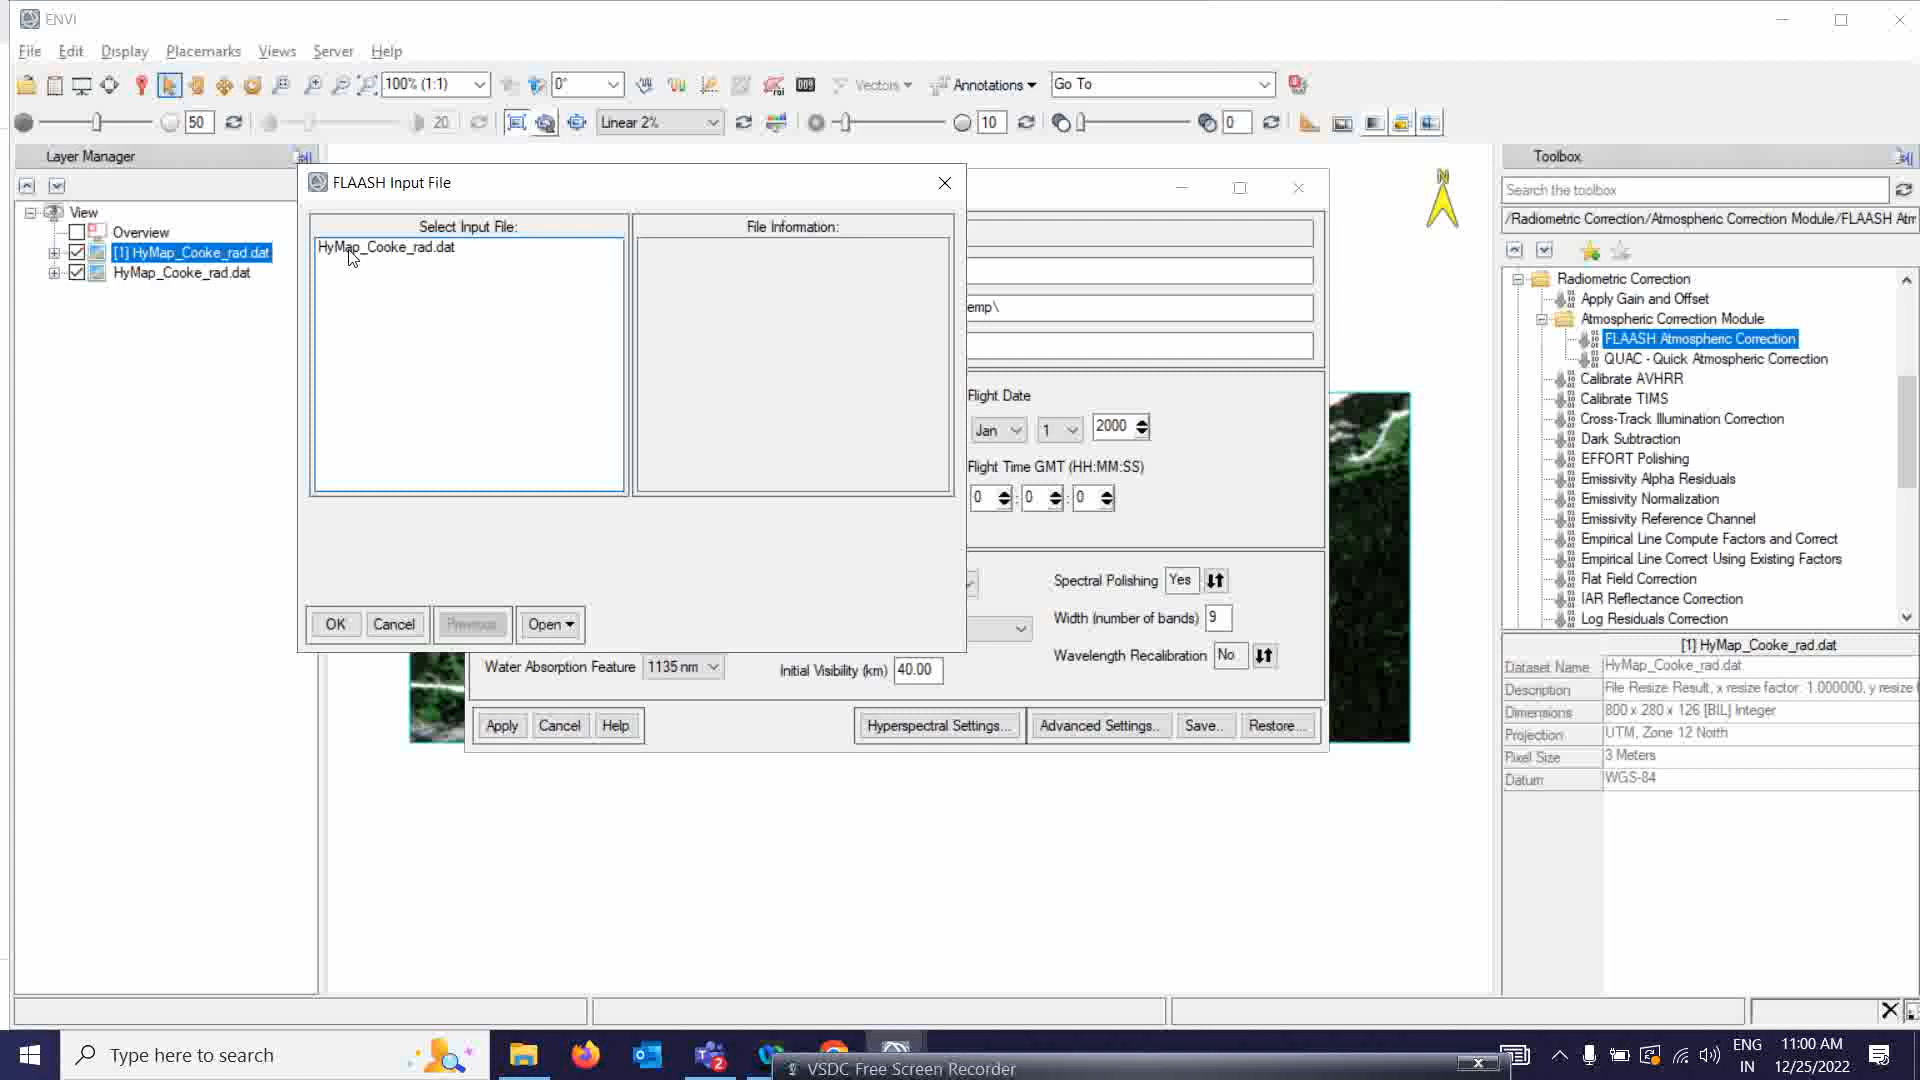 ENVI
File Edit Display Placemarks Views Server Help
100% (1:1) 0° Vectors Annotations Go To
50 20 Linear 2% 10 0
Layer Manager
View
Overview
[1] HyMap_Cooke_rad.dat
HyMap_Cooke_rad.dat
FLAASH Input File
Select Input File:
File Information:
HyMap_Cooke_rad.dat
OK Cancel Previous Open
emp\
Flight Date
Jan 1 2000
Flight Time GMT (HH:MM:SS)
0 : 0 : 0
Spectral Polishing Yes
Width (number of bands) 9
Wavelength Recalibration No
Water Absorption Feature 1135 nm Initial Visibility (km) 40.00
Apply Cancel Help Hyperspectral Settings... Advanced Settings.. Save.. Restore...
N
Toolbox
Search the toolbox
/Radiometric Correction/Atmospheric Correction Module/FLAASH Atm
Radiometric Correction
Apply Gain and Offset
Atmospheric Correction Module
FLAASH Atmospheric Correction
QUAC - Quick Atmospheric Correction
Calibrate AVHRR
Calibrate TIMS
Cross-Track Illumination Correction
Dark Subtraction
EFFORT Polishing
Emissivity Alpha Residuals
Emissivity Normalization
Emissivity Reference Channel
Empirical Line Compute Factors and Correct
Empirical Line Correct Using Existing Factors
Flat Field Correction
IAR Reflectance Correction
Log Residuals Correction
[1] HyMap_Cooke_rad.dat
Dataset Name HyMap_Cooke_rad.dat
Description File Resize Result, x resize factor: 1.000000, y resize f
Dimensions 800 x 280 x 126 [BIL] Integer
Projection UTM, Zone 12 North
Pixel Size 3 Meters
Datum WGS-84
Type here to search
2
VSDC Free Screen Recorder
ENG
IN
11:00 AM
12/25/2022